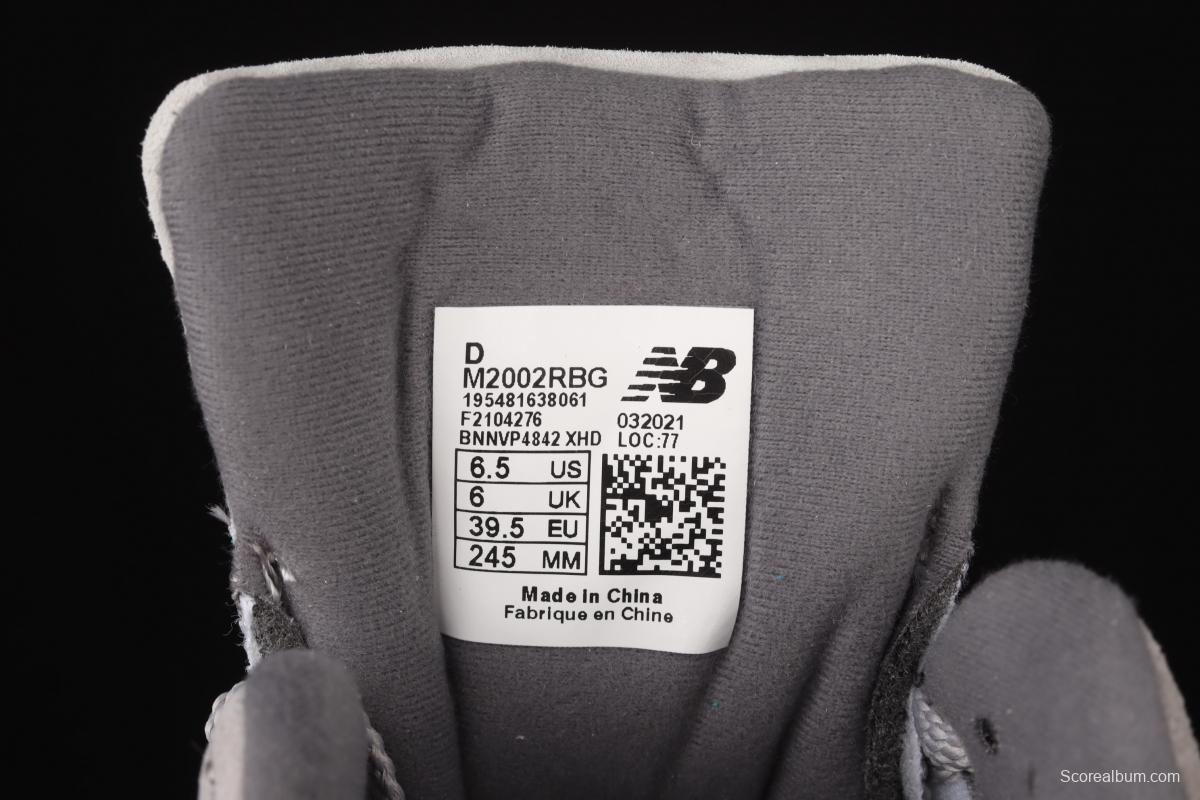 D
M2002RBG
NB
195481638061
F2104276
032021
BNNVP4842 XHD
LOC:77
6.5 US
6 UK
39.5 EU
245 MM
Made in China
Fabrique en Chine
Scorealbum.com